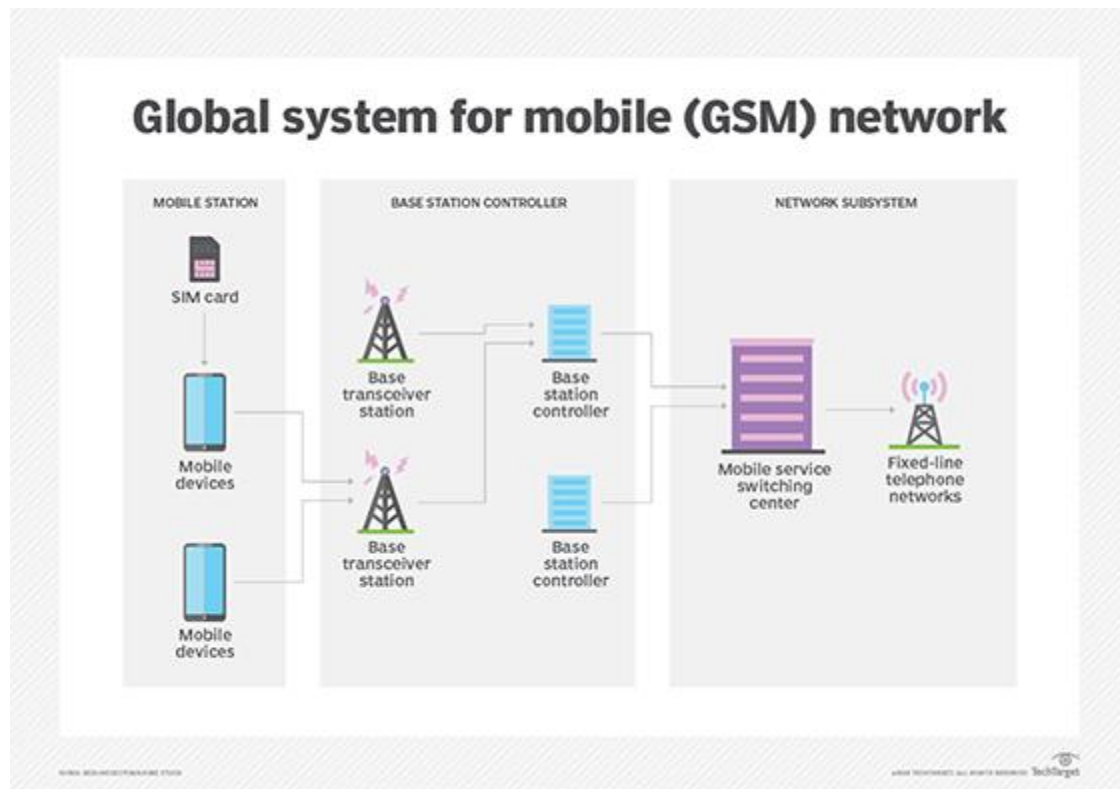 Global system for mobile (GSM) network
MOBILE STATION
SIM card
Mobile
devices
Mobile
devices
BASE STATION CONTROLLER
Base
transceiver
station
Base
station
controller
Base
transceiver
station
Base
station
controller
NETWORK SUBSYSTEM
Mobile service
switching
center
Fixed-line
telephone
networks
TechTarget